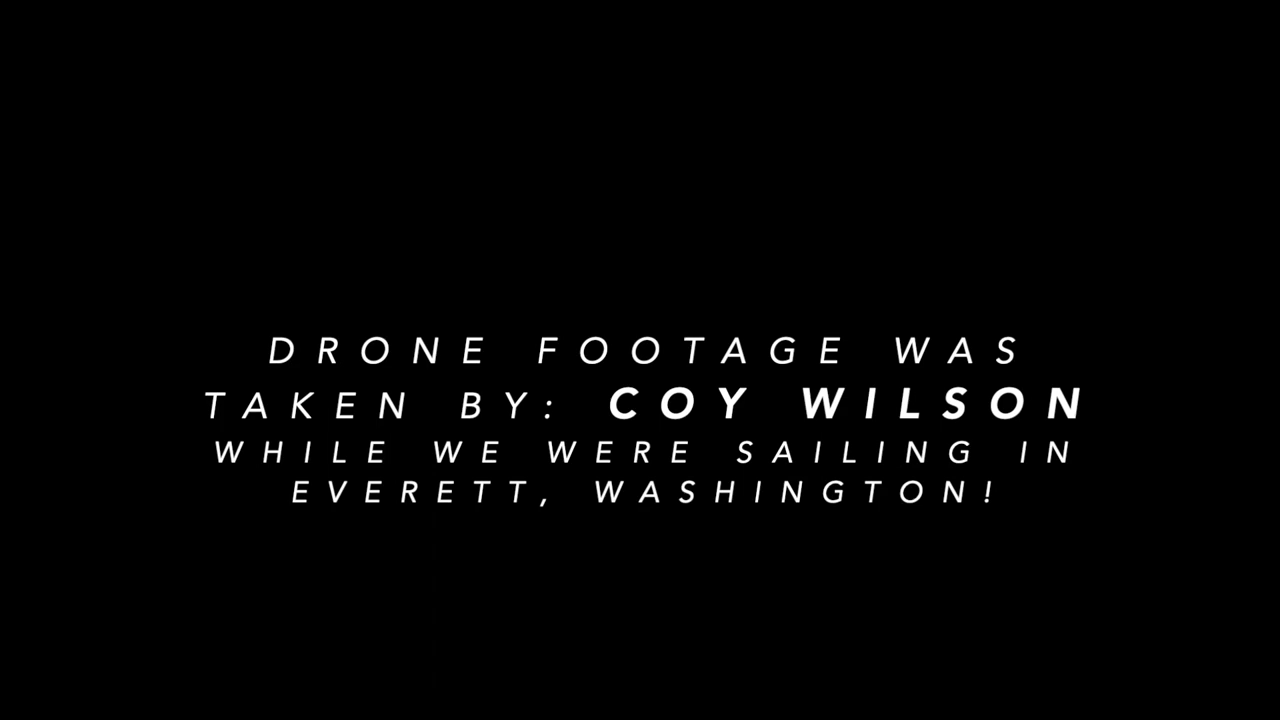 DRONE FOOTAGE WAS
TAKEN BY: COY WILSON
WHILE WE WERE SAILING IN
EVERETT, WASHINGTON!